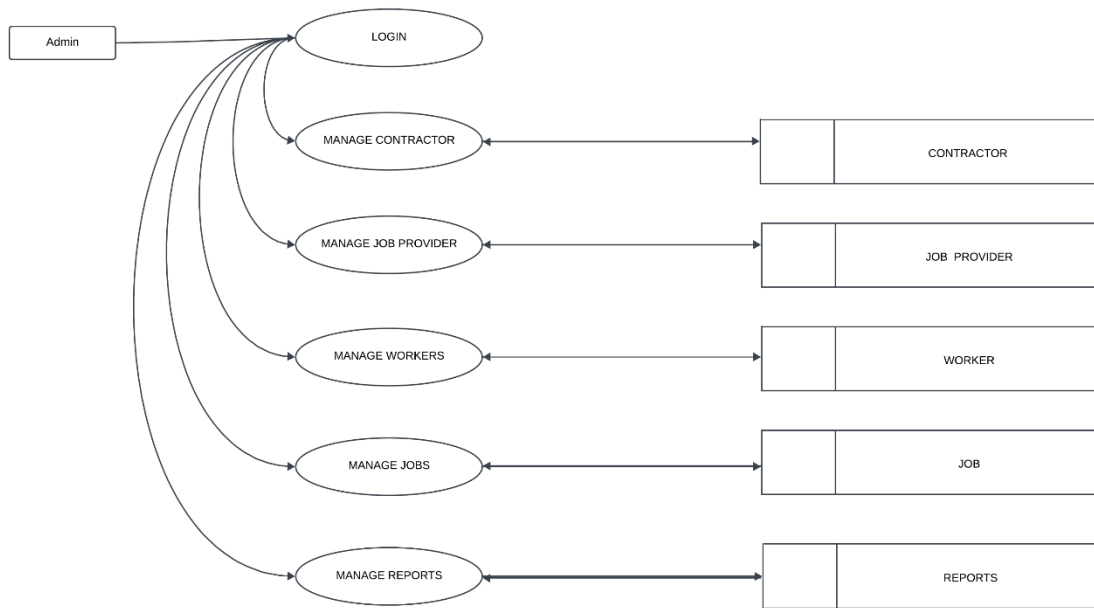 Admin
LOGIN
MANAGE CONTRACTOR
CONTRACTOR
MANAGE JOB PROVIDER
JOB PROVIDER
MANAGE WORKERS
WORKER
MANAGE JOBS
JOB
MANAGE REPORTS
REPORTS